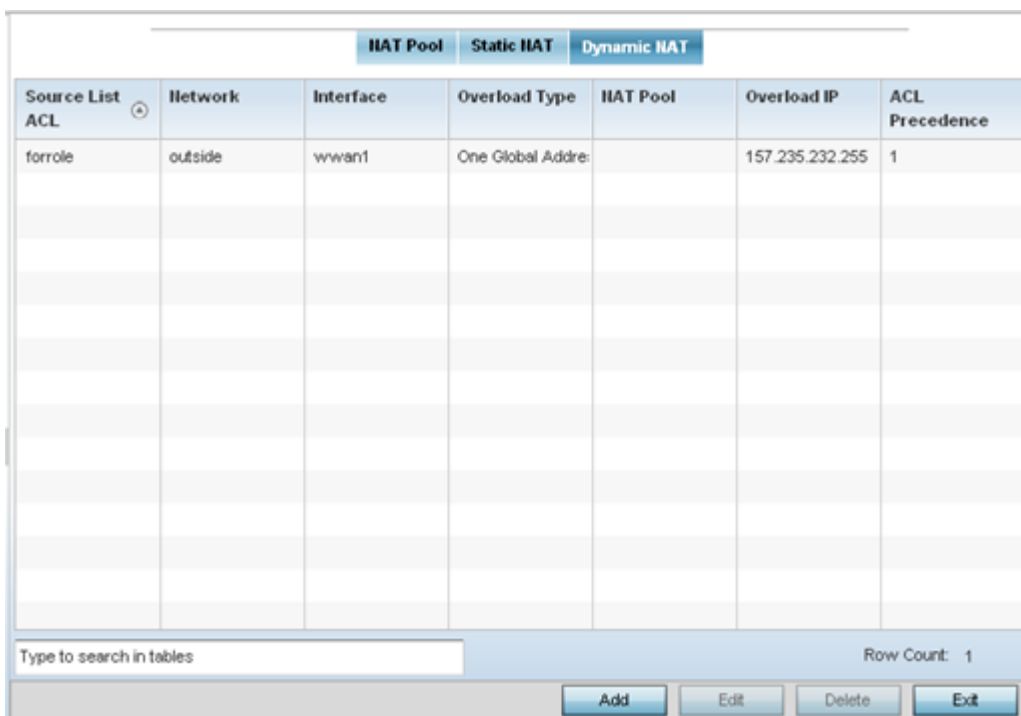 NAT Pool Static NAT Dynamic NAT
Source List ACL Network Interface Overload Type NAT Pool Overload IP ACL Precedence
forrole outside wwan1 One Global Addre 157.235.232.255 1
Type to search in tables Row Count: 1
Add Edit Delete Exit